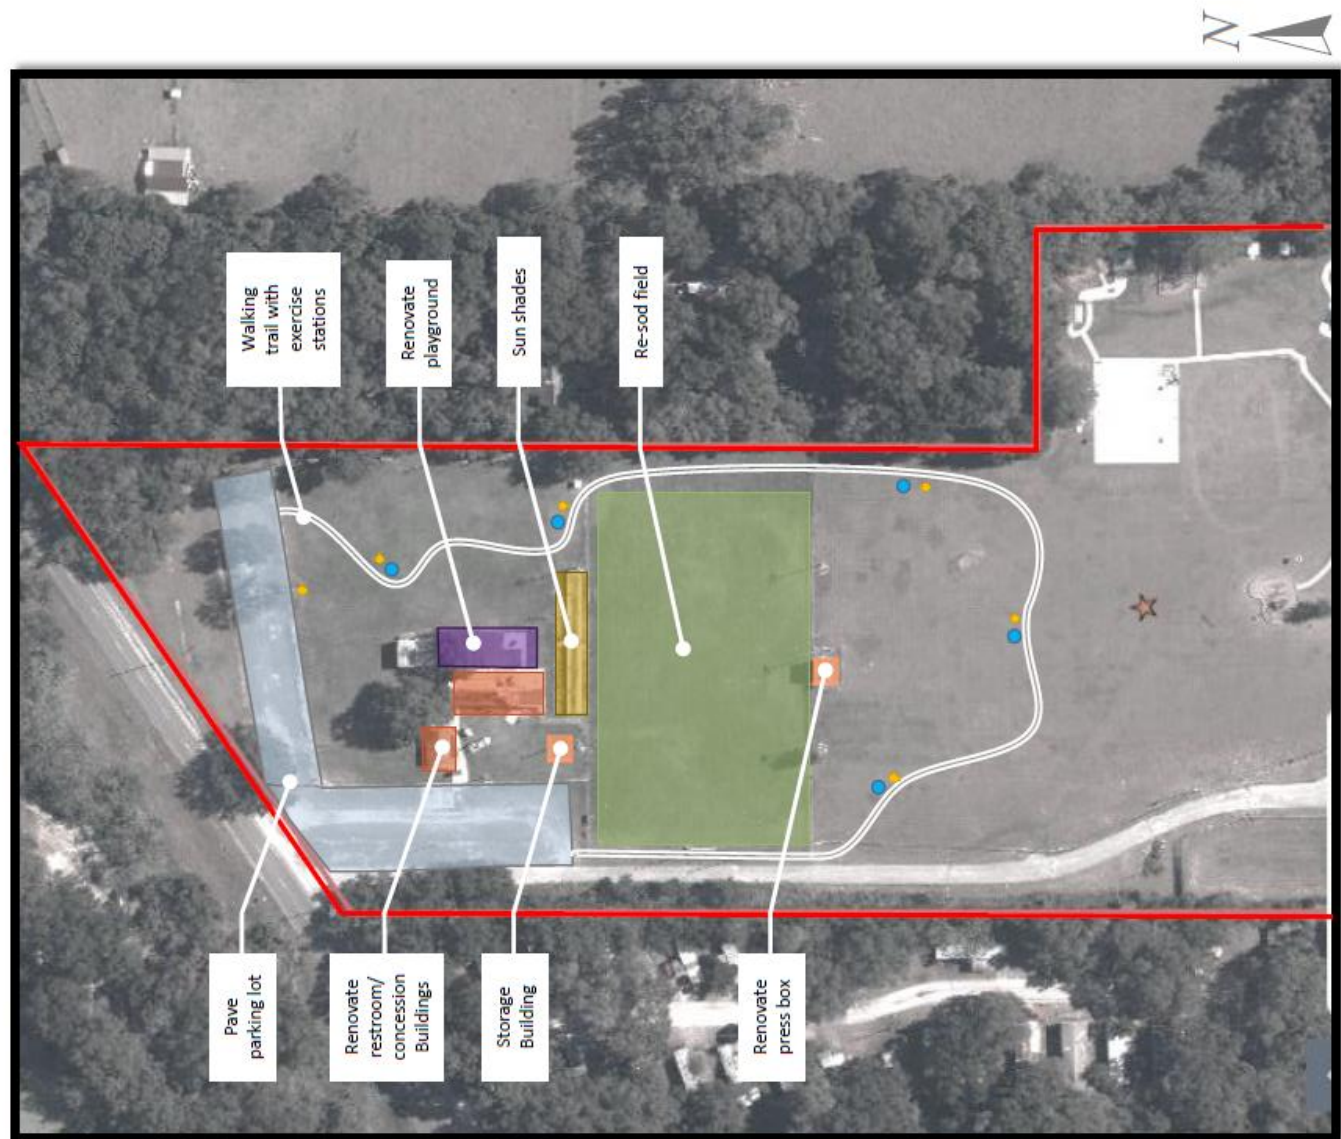 N
Walking
trail with
exercise
stations
Renovate
playground
Sun shades
Re-sod field
Pave
parking lot
Renovate
restroom/
concession
Buildings
Storage
Building
Renovate
press box